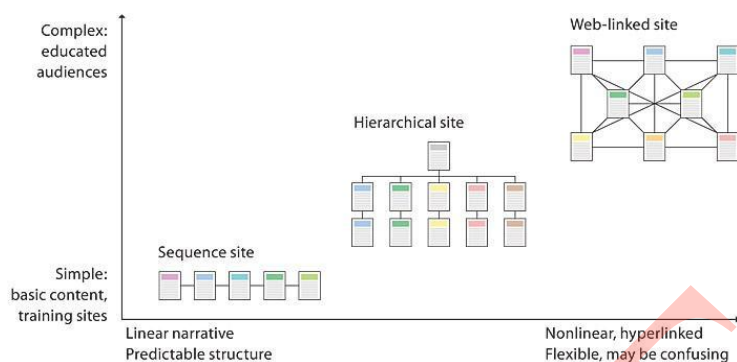 Complex:
educated
audiences
Web-linked site
Hierarchical site
Sequence site
Simple:
basic content,
training sites
Linear narrative
Predictable structure
Nonlinear, hyperlinked
Flexible, may be confusing